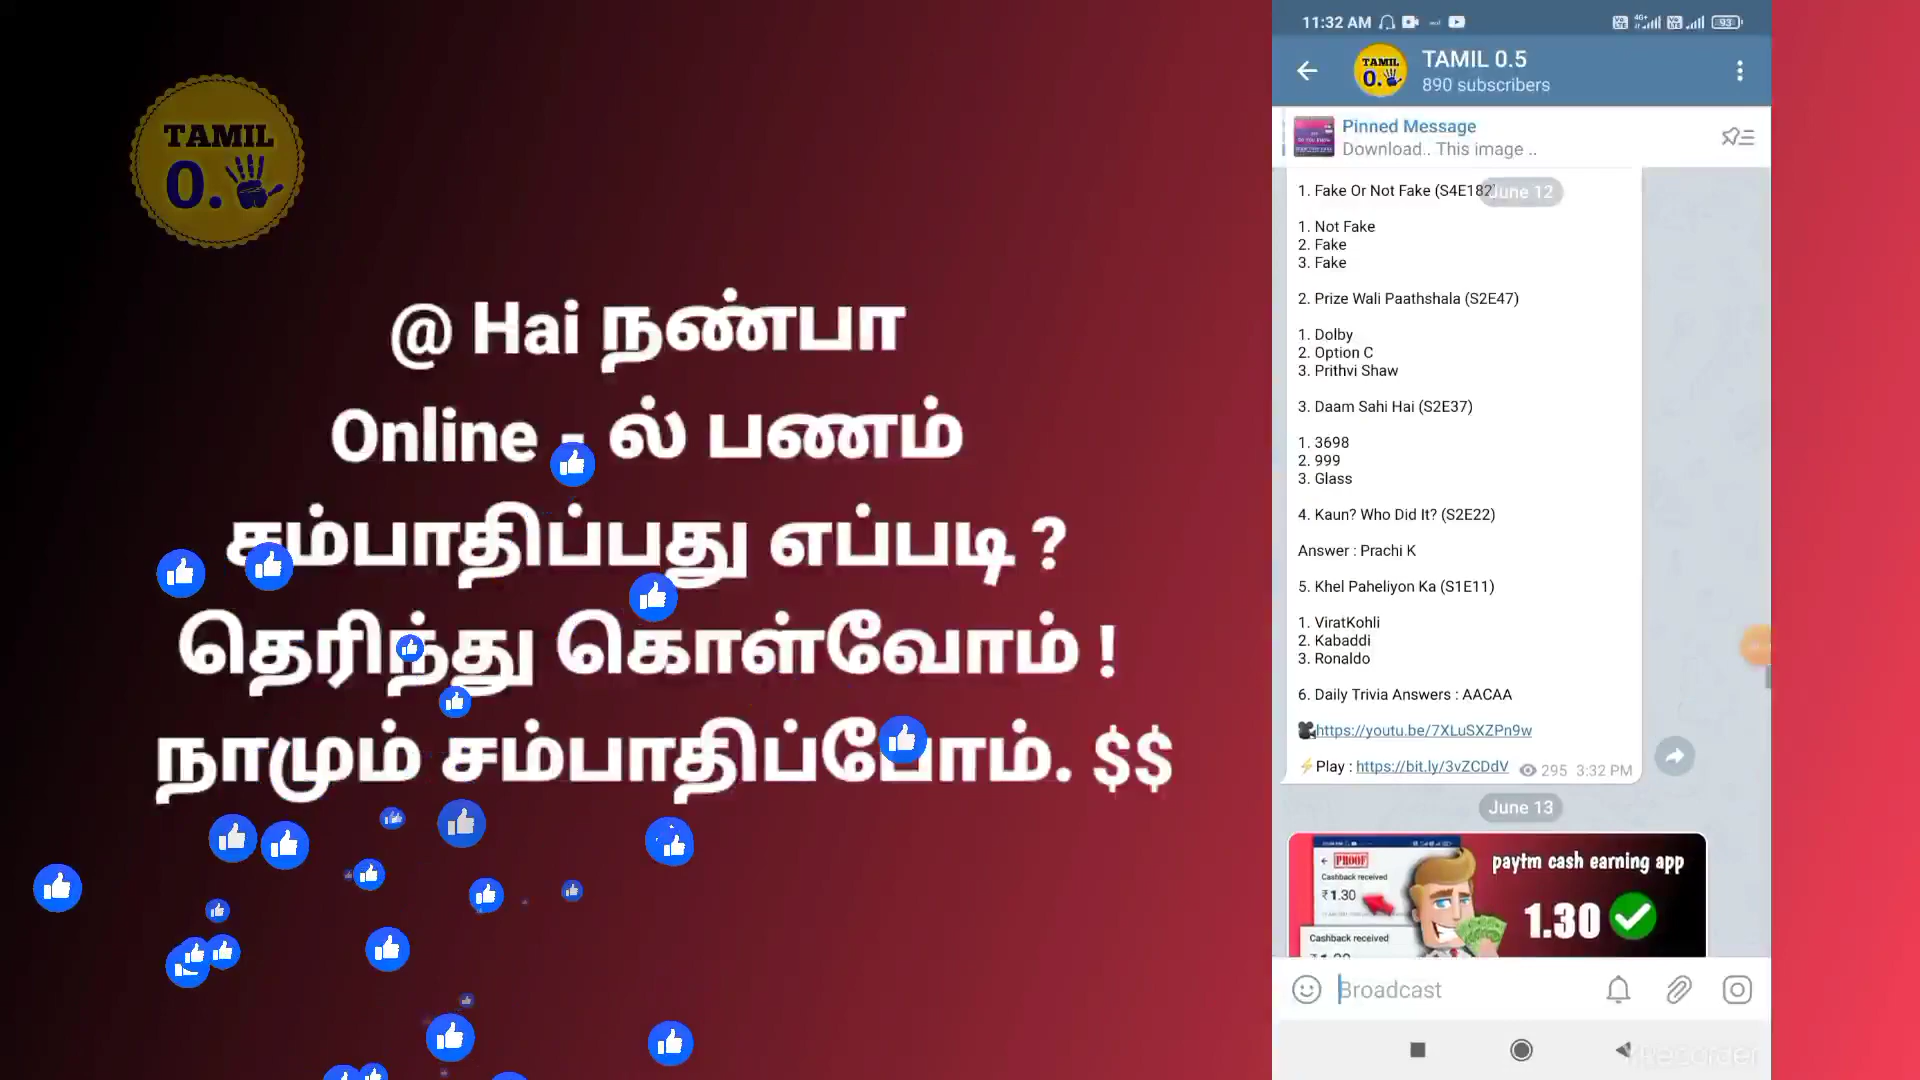 TAMIL
0.
@ Hai நண்பா
Online - ல் பணம்
சம்பாதிப்பது எப்படி ?
தெரிந்து கொள்வோம் !
நாமும் சம்பாதிப்போம். $$
11:32 AM
93
TAMIL
0.
TAMIL 0.5
890 subscribers
Pinned Message
Download.. This image ..
1. Fake Or Not Fake (S4E182)
June 12
1. Not Fake
2. Fake
3. Fake
2. Prize Wali Paathshala (S2E47)
1. Dolby
2. Option C
3. Prithvi Shaw
3. Daam Sahi Hai (S2E37)
1. 3698
2. 999
3. Glass
4. Kaun? Who Did It? (S2E22)
Answer : Prachi K
5. Khel Paheliyon Ka (S1E11)
1. ViratKohli
2. Kabaddi
3. Ronaldo
6. Daily Trivia Answers : AACAA
https://youtu.be/7XLuSXZPn9w
⚡Play : https://bit.ly/3vZCDdV 295 3:32 PM
June 13
PROOF
Cashback received
₹1.30
Cashback received
paytm cash earning app
1.30
Broadcast